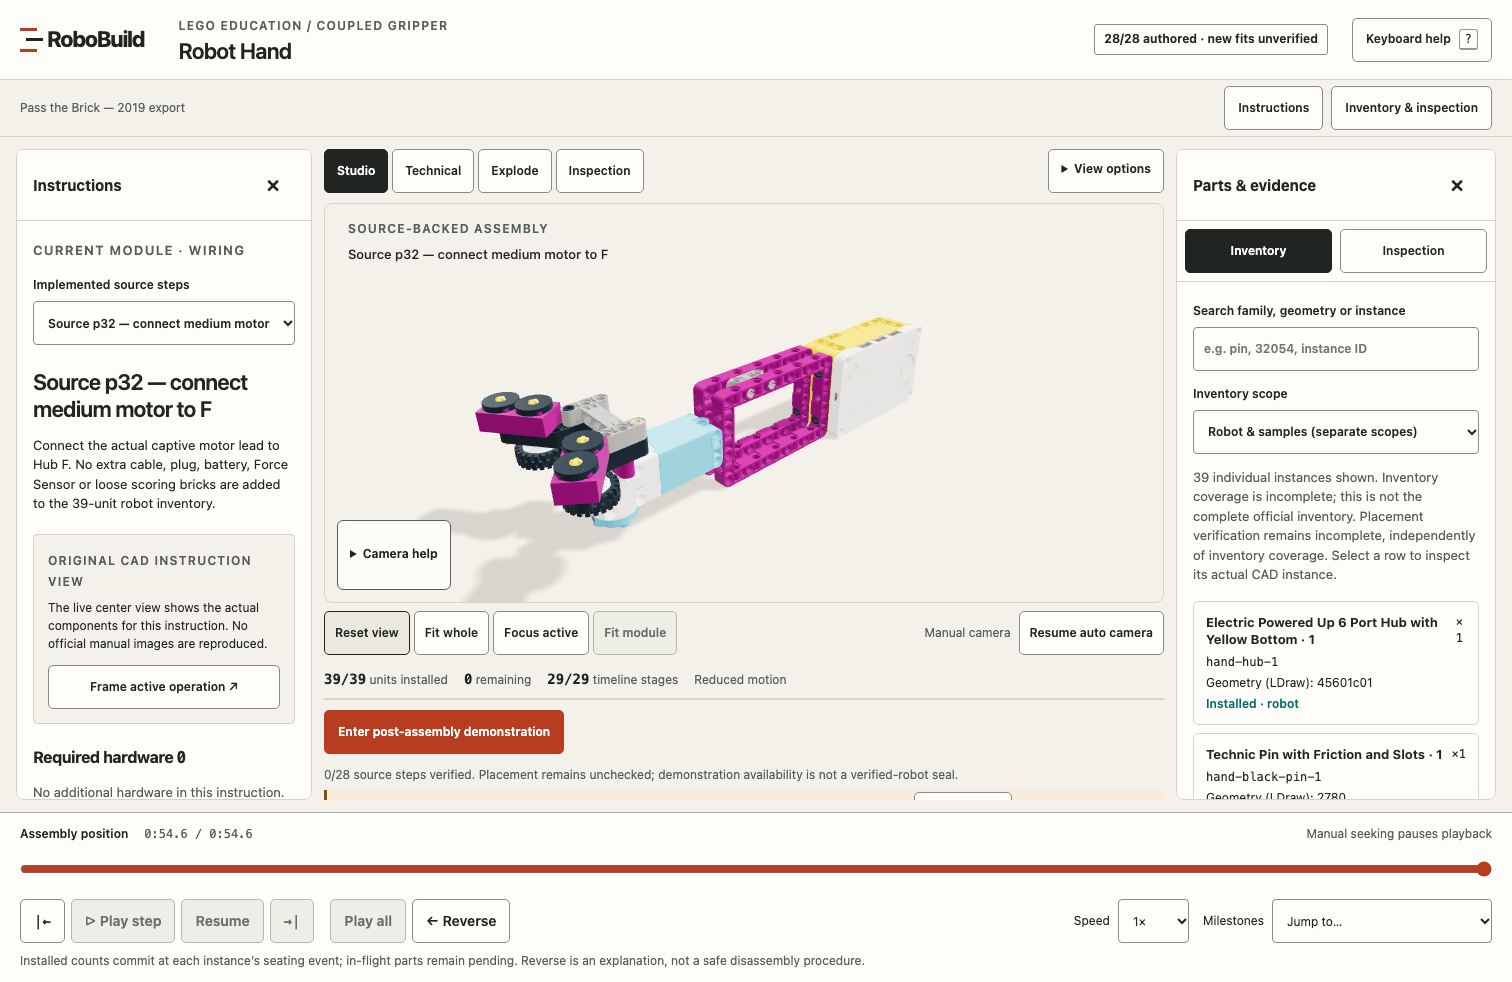 RoboBuild
LEGO EDUCATION / COUPLED GRIPPER
Robot Hand
28/28 authored · new fits unverified
Keyboard help ?
Pass the Brick — 2019 export
Instructions
Inventory & inspection
Instructions
CURRENT MODULE · WIRING
Implemented source steps
Source p32 — connect medium motor
Source p32 — connect
medium motor to F
Connect the actual captive motor lead to
Hub F. No extra cable, plug, battery, Force
Sensor or loose scoring bricks are added
to the 39-unit robot inventory.
ORIGINAL CAD INSTRUCTION
VIEW
The live center view shows the actual
components for this instruction. No
official manual images are reproduced.
Frame active operation ↗
Required hardware 0
No additional hardware in this instruction.
Studio
Technical
Explode
Inspection
View options
SOURCE-BACKED ASSEMBLY
Source p32 — connect medium motor to F
Camera help
Reset view
Fit whole
Focus active
Fit module
Manual camera
Resume auto camera
39/39 units installed 0 remaining 29/29 timeline stages Reduced motion
Enter post-assembly demonstration
0/28 source steps verified. Placement remains unchecked; demonstration availability is not a verified-robot seal.
Parts & evidence
Inventory
Inspection
Search family, geometry or instance
e.g. pin, 32054, instance ID
Inventory scope
Robot & samples (separate scopes)
39 individual instances shown. Inventory
coverage is incomplete; this is not the
complete official inventory. Placement
verification remains incomplete, independently
of inventory coverage. Select a row to inspect
its actual CAD instance.
Electric Powered Up 6 Port Hub with
Yellow Bottom · 1
×
1
hand-hub-1
Geometry (LDraw): 45601c01
Installed · robot
Technic Pin with Friction and Slots · 1 ×1
hand-black-pin-1
Geometry (LDraw): 2780
Assembly position 0:54.6 / 0:54.6
Manual seeking pauses playback
|←
▷ Play step
Resume
→|
Play all
← Reverse
Speed
1×
Milestones
Jump to...
Installed counts commit at each instance's seating event; in-flight parts remain pending. Reverse is an explanation, not a safe disassembly procedure.